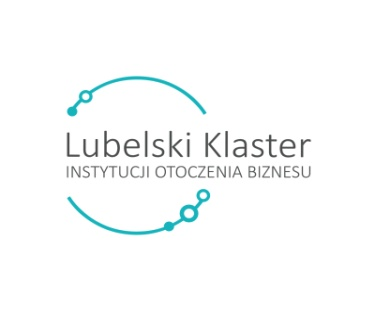 Lubelski Klaster
INSTYTUCJI OTOCZENIA BIZNESU